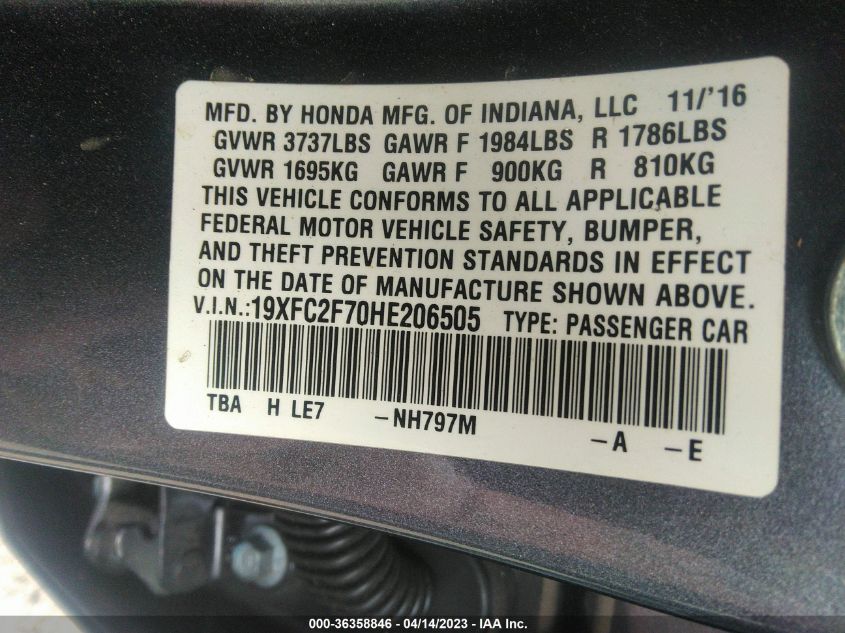 MFD. BY HONDA MFG. OF INDIANA, LLC 11/'16
GVWR 3737LBS GAWR F 1984LBS R 1786LBS
GVWR 1695KG GAWR F 900KG R 810KG
THIS VEHICLE CONFORMS TO ALL APPLICABLE
FEDERAL MOTOR VEHICLE SAFETY, BUMPER,
AND THEFT PREVENTION STANDARDS IN EFFECT
ON THE DATE OF MANUFACTURE SHOWN ABOVE.
V.I.N.:19XFC2F70HE206505 TYPE: PASSENGER CAR
TBA H LE7 -NH797M -A -E
000-36358846 - 04/14/2023 - IAA Inc.